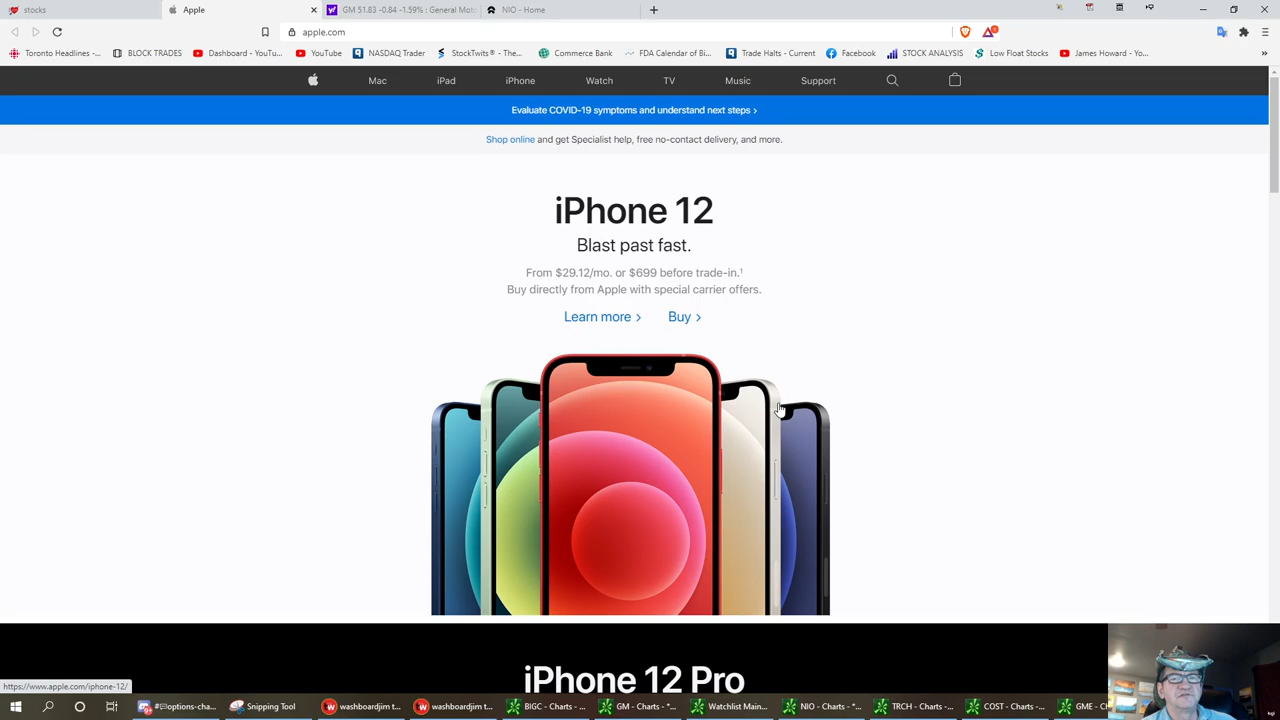 stocks
Apple
GM 51.83 -0.84 -1.59% : General Mot
NIO - Home
apple.com
Toronto Headlines -...
BLOCK TRADES
Dashboard - YouTu...
YouTube
NASDAQ Trader
StockTwits® - The...
Commerce Bank
FDA Calendar of Bi...
Trade Halts - Current
Facebook
STOCK ANALYSIS
Low Float Stocks
James Howard - Yo...
Mac
iPad
iPhone
Watch
TV
Music
Support
Evaluate COVID-19 symptoms and understand next steps >
Shop online and get Specialist help, free no-contact delivery, and more.
iPhone 12
Blast past fast.
From $29.12/mo. or $699 before trade-in.¹
Buy directly from Apple with special carrier offers.
Learn more >
Buy >
iPhone 12 Pro
https://www.apple.com/iphone-12/
Snipping Tool
washboardjim t...
washboardjim t...
BIGC - Charts - ...
GM - Charts - *...
Watchlist Main...
NIO - Charts - *...
TRCH - Charts - ...
COST - Charts - ...
GME - Charts - ...